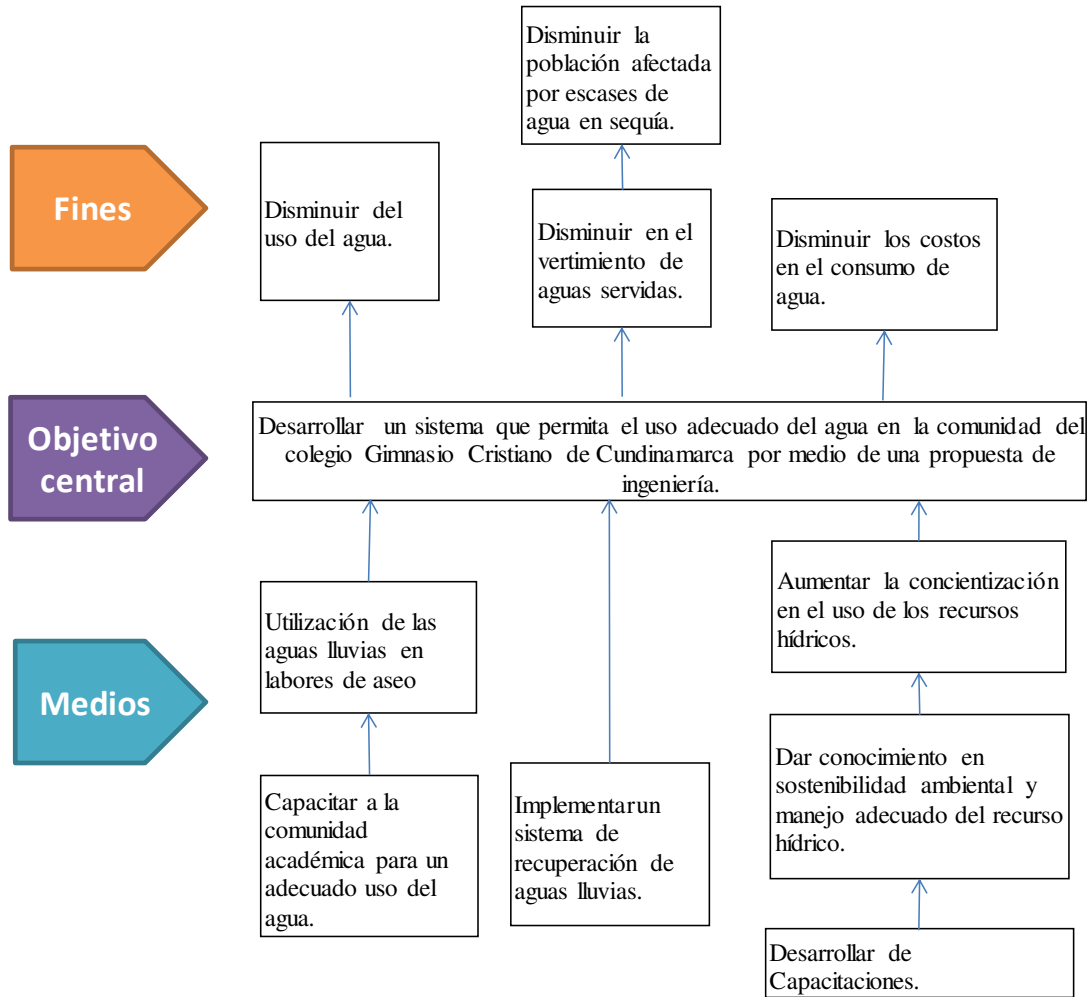 Disminuir la
población afectada
por escases de
agua en sequía.
Fines
Disminuir del
uso del agua.
Disminuir en el
vertimiento de
aguas servidas.
Disminuir los costos
en el consumo de
agua.
Objetivo
central
Desarrollar un sistema que permita el uso adecuado del agua en la comunidad del
colegio Gimnasio Cristiano de Cundinamarca por medio de una propuesta de
ingeniería.
Medios
Utilización de las
aguas lluvias en
labores de aseo
Aumentar la concientización
en el uso de los recursos
hídricos.
Capacitar a la
comunidad
académica para un
adecuado uso del
agua.
Implementar un
sistema de
recuperación de
aguas lluvias.
Dar conocimiento en
sostenibilidad ambiental y
manejo adecuado del recurso
hídrico.
Desarrollar de
Capacitaciones.